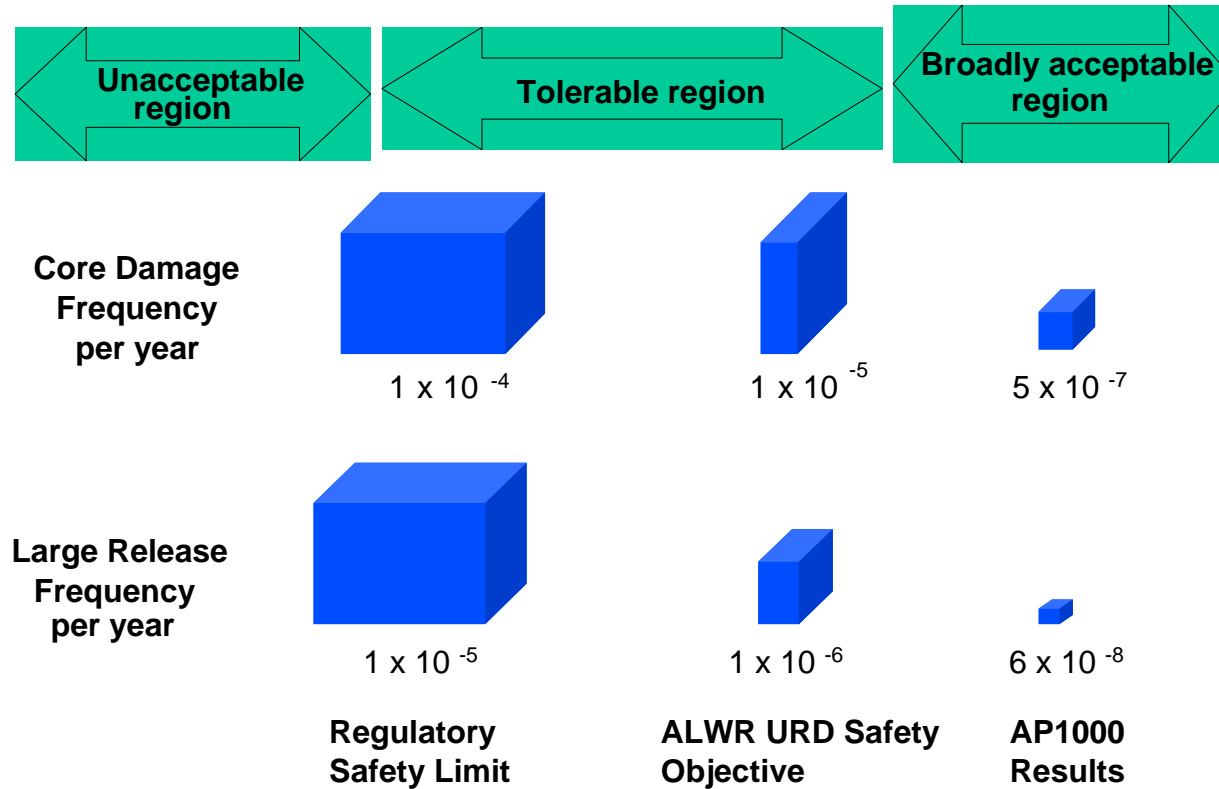 Unacceptable
region
Tolerable region
Broadly acceptable
region
Core Damage
Frequency
per year
1 x 10 -4
1 x 10 -5
5 x 10 -7
Large Release
Frequency
per year
1 x 10 -5
1 x 10 -6
6 x 10 -8
Regulatory
Safety Limit
ALWR URD Safety
Objective
AP1000
Results